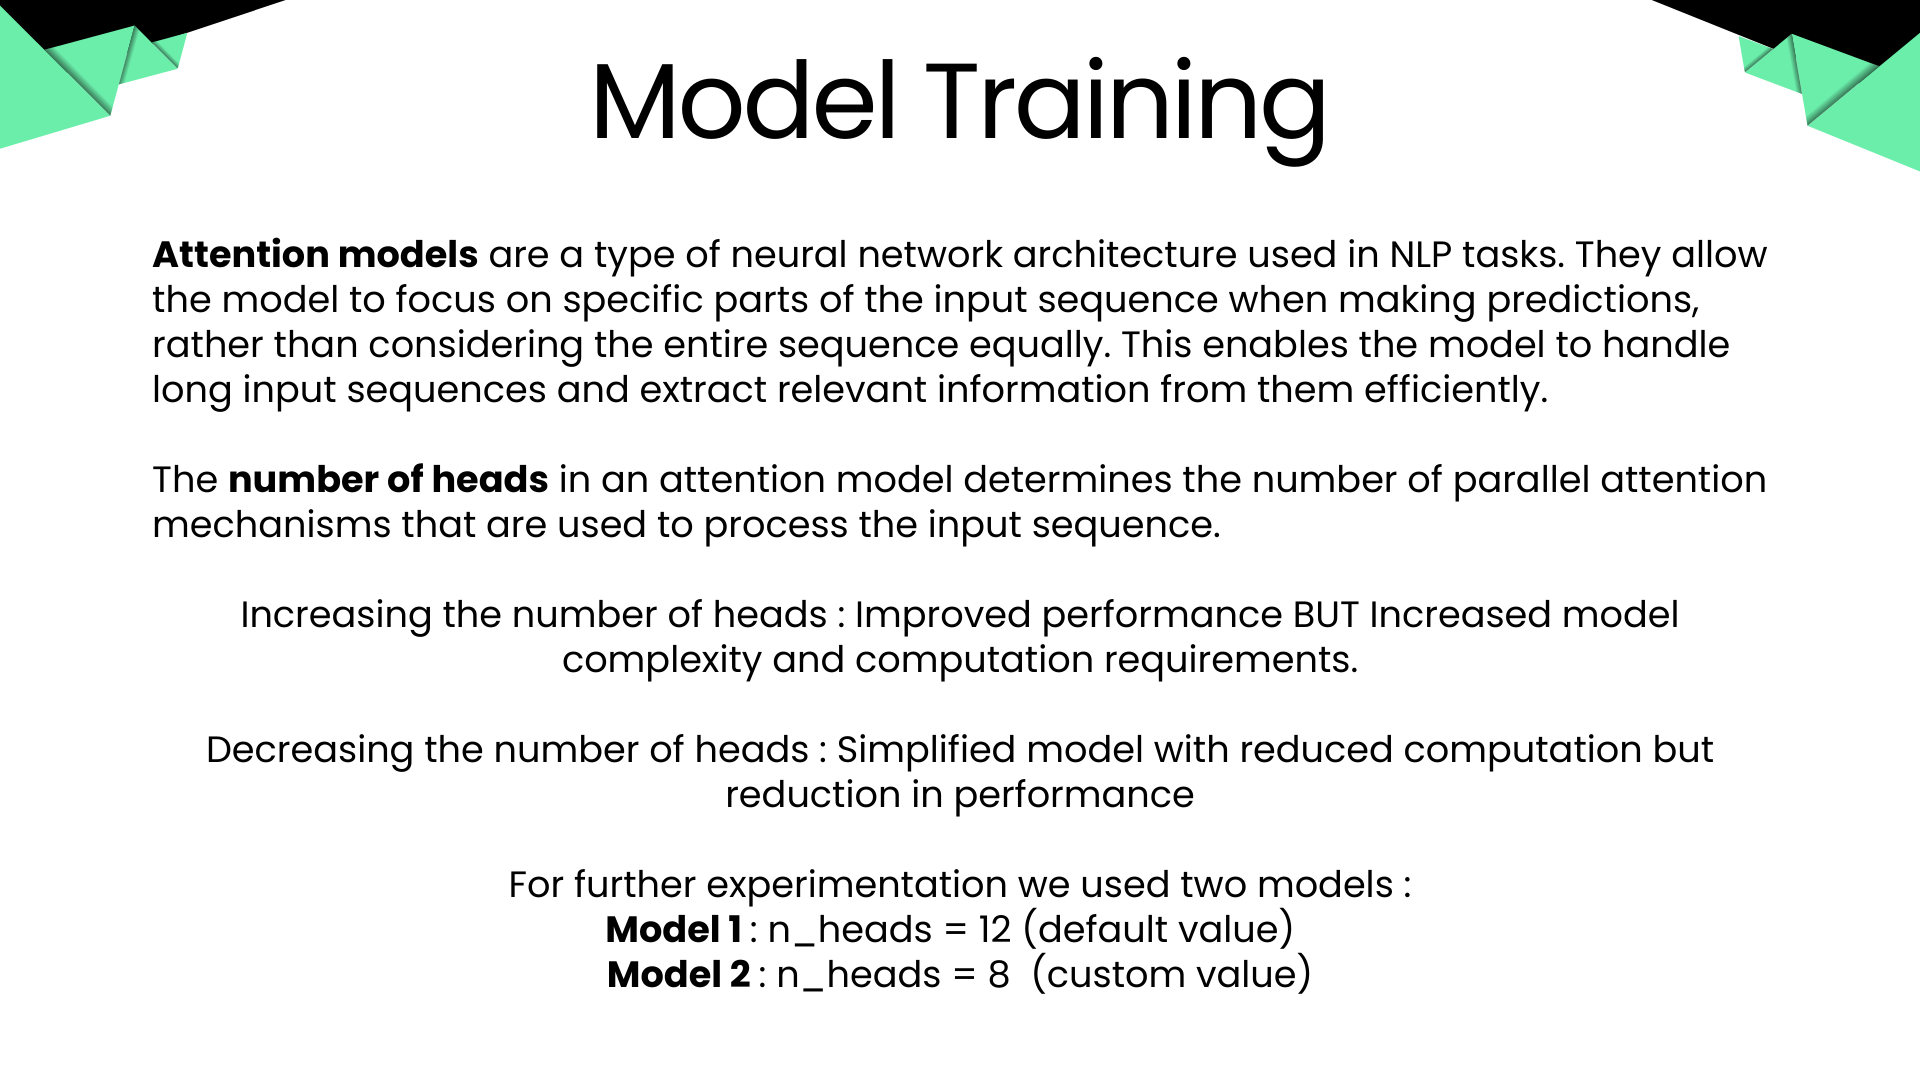 Model Training
Attention models are a type of neural network architecture used in NLP tasks. They allow
the model to focus on specific parts of the input sequence when making predictions,
rather than considering the entire sequence equally. This enables the model to handle
long input sequences and extract relevant information from them efficiently.
The number of heads in an attention model determines the number of parallel attention
mechanisms that are used to process the input sequence.
Increasing the number of heads : Improved performance BUT Increased model
complexity and computation requirements.
Decreasing the number of heads : Simplified model with reduced computation but
reduction in performance
For further experimentation we used two models :
Model 1 : n_heads = 12 (default value)
Model 2 : n_heads = 8  (custom value)